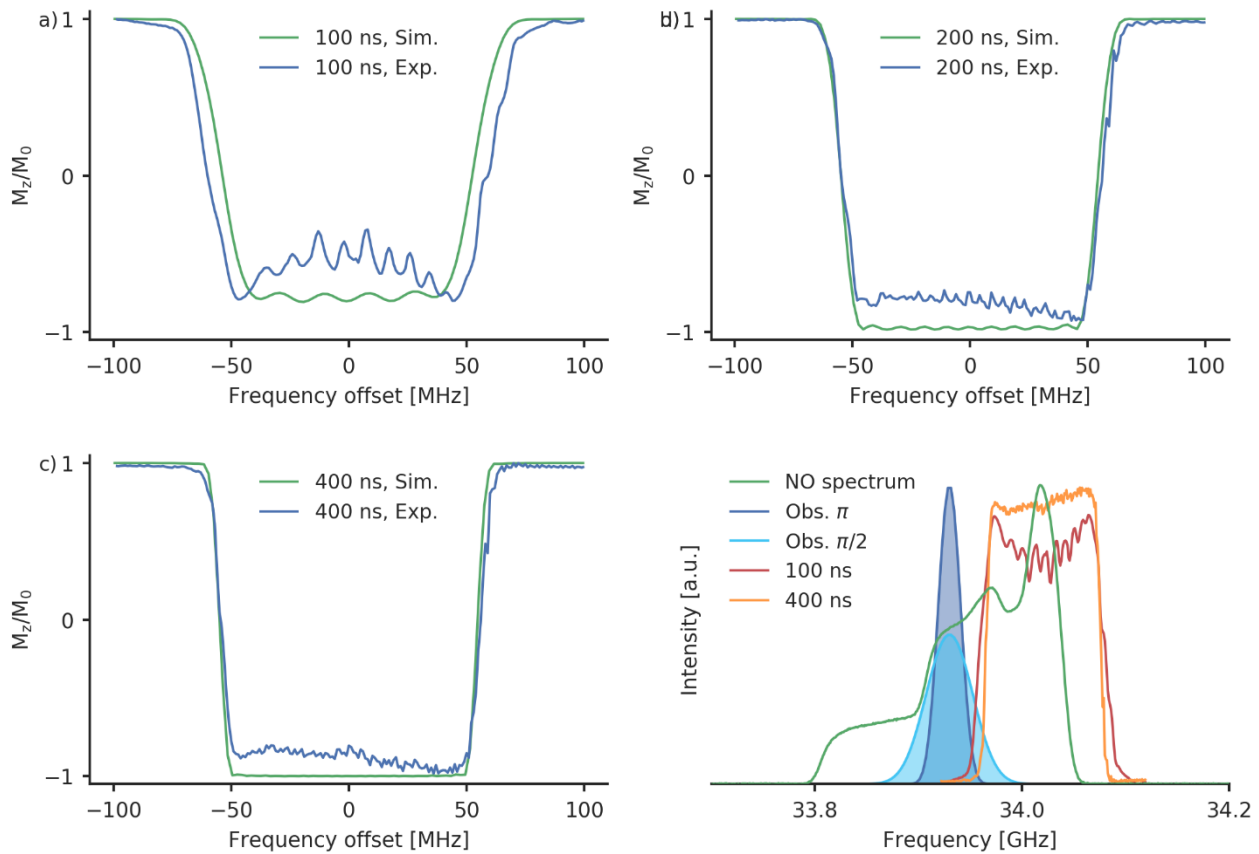 a)
1
0
−1
M_z/M_0
100 ns, Sim.
100 ns, Exp.
−100 −50 0 50 100
Frequency offset [MHz]
b)
1
0
−1
M_z/M_0
200 ns, Sim.
200 ns, Exp.
−100 −50 0 50 100
Frequency offset [MHz]
c)
1
0
−1
M_z/M_0
400 ns, Sim.
400 ns, Exp.
−100 −50 0 50 100
Frequency offset [MHz]
NO spectrum
Obs. π
Obs. π/2
100 ns
400 ns
Intensity [a.u.]
33.8 34.0 34.2
Frequency [GHz]